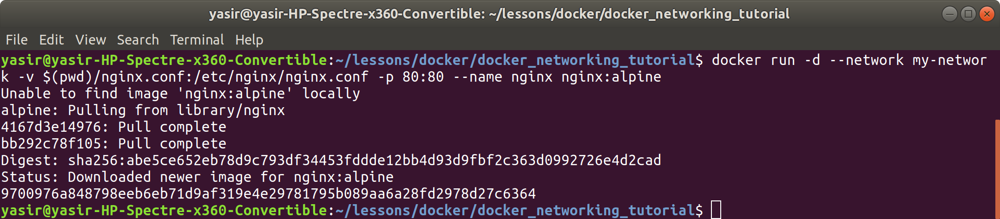 yasir@yasir-HP-Spectre-x360-Convertible: ~/lessons/docker/docker_networking_tutorial
File Edit View Search Terminal Help
yasir@yasir-HP-Spectre-x360-Convertible:~/lessons/docker/docker_networking_tutorial$ docker run -d --network my-networ
k -v $(pwd)/nginx.conf:/etc/nginx/nginx.conf -p 80:80 --name nginx nginx:alpine
Unable to find image 'nginx:alpine' locally
alpine: Pulling from library/nginx
4167d3e14976: Pull complete
bb292c78f105: Pull complete
Digest: sha256:abe5ce652eb78d9c793df34453fddde12bb4d93d9fbf2c363d0992726e4d2cad
Status: Downloaded newer image for nginx:alpine
9700976a848798eeb6eb71d9af319e4e29781795b089aa6a28fd2978d27c6364
yasir@yasir-HP-Spectre-x360-Convertible:~/lessons/docker/docker_networking_tutorial$